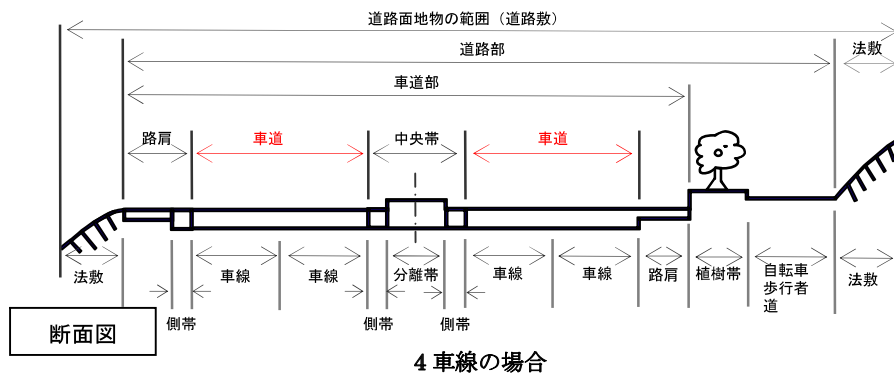 道路面地物の範囲（道路敷）
道路部
法敷
車道部
路肩
車道
中央帯
車道
法敷
車線
車線
分離帯
車線
車線
路肩
植樹帯
自転車
歩行者
道
法敷
側帯
側帯
側帯
断面図
4 車線の場合